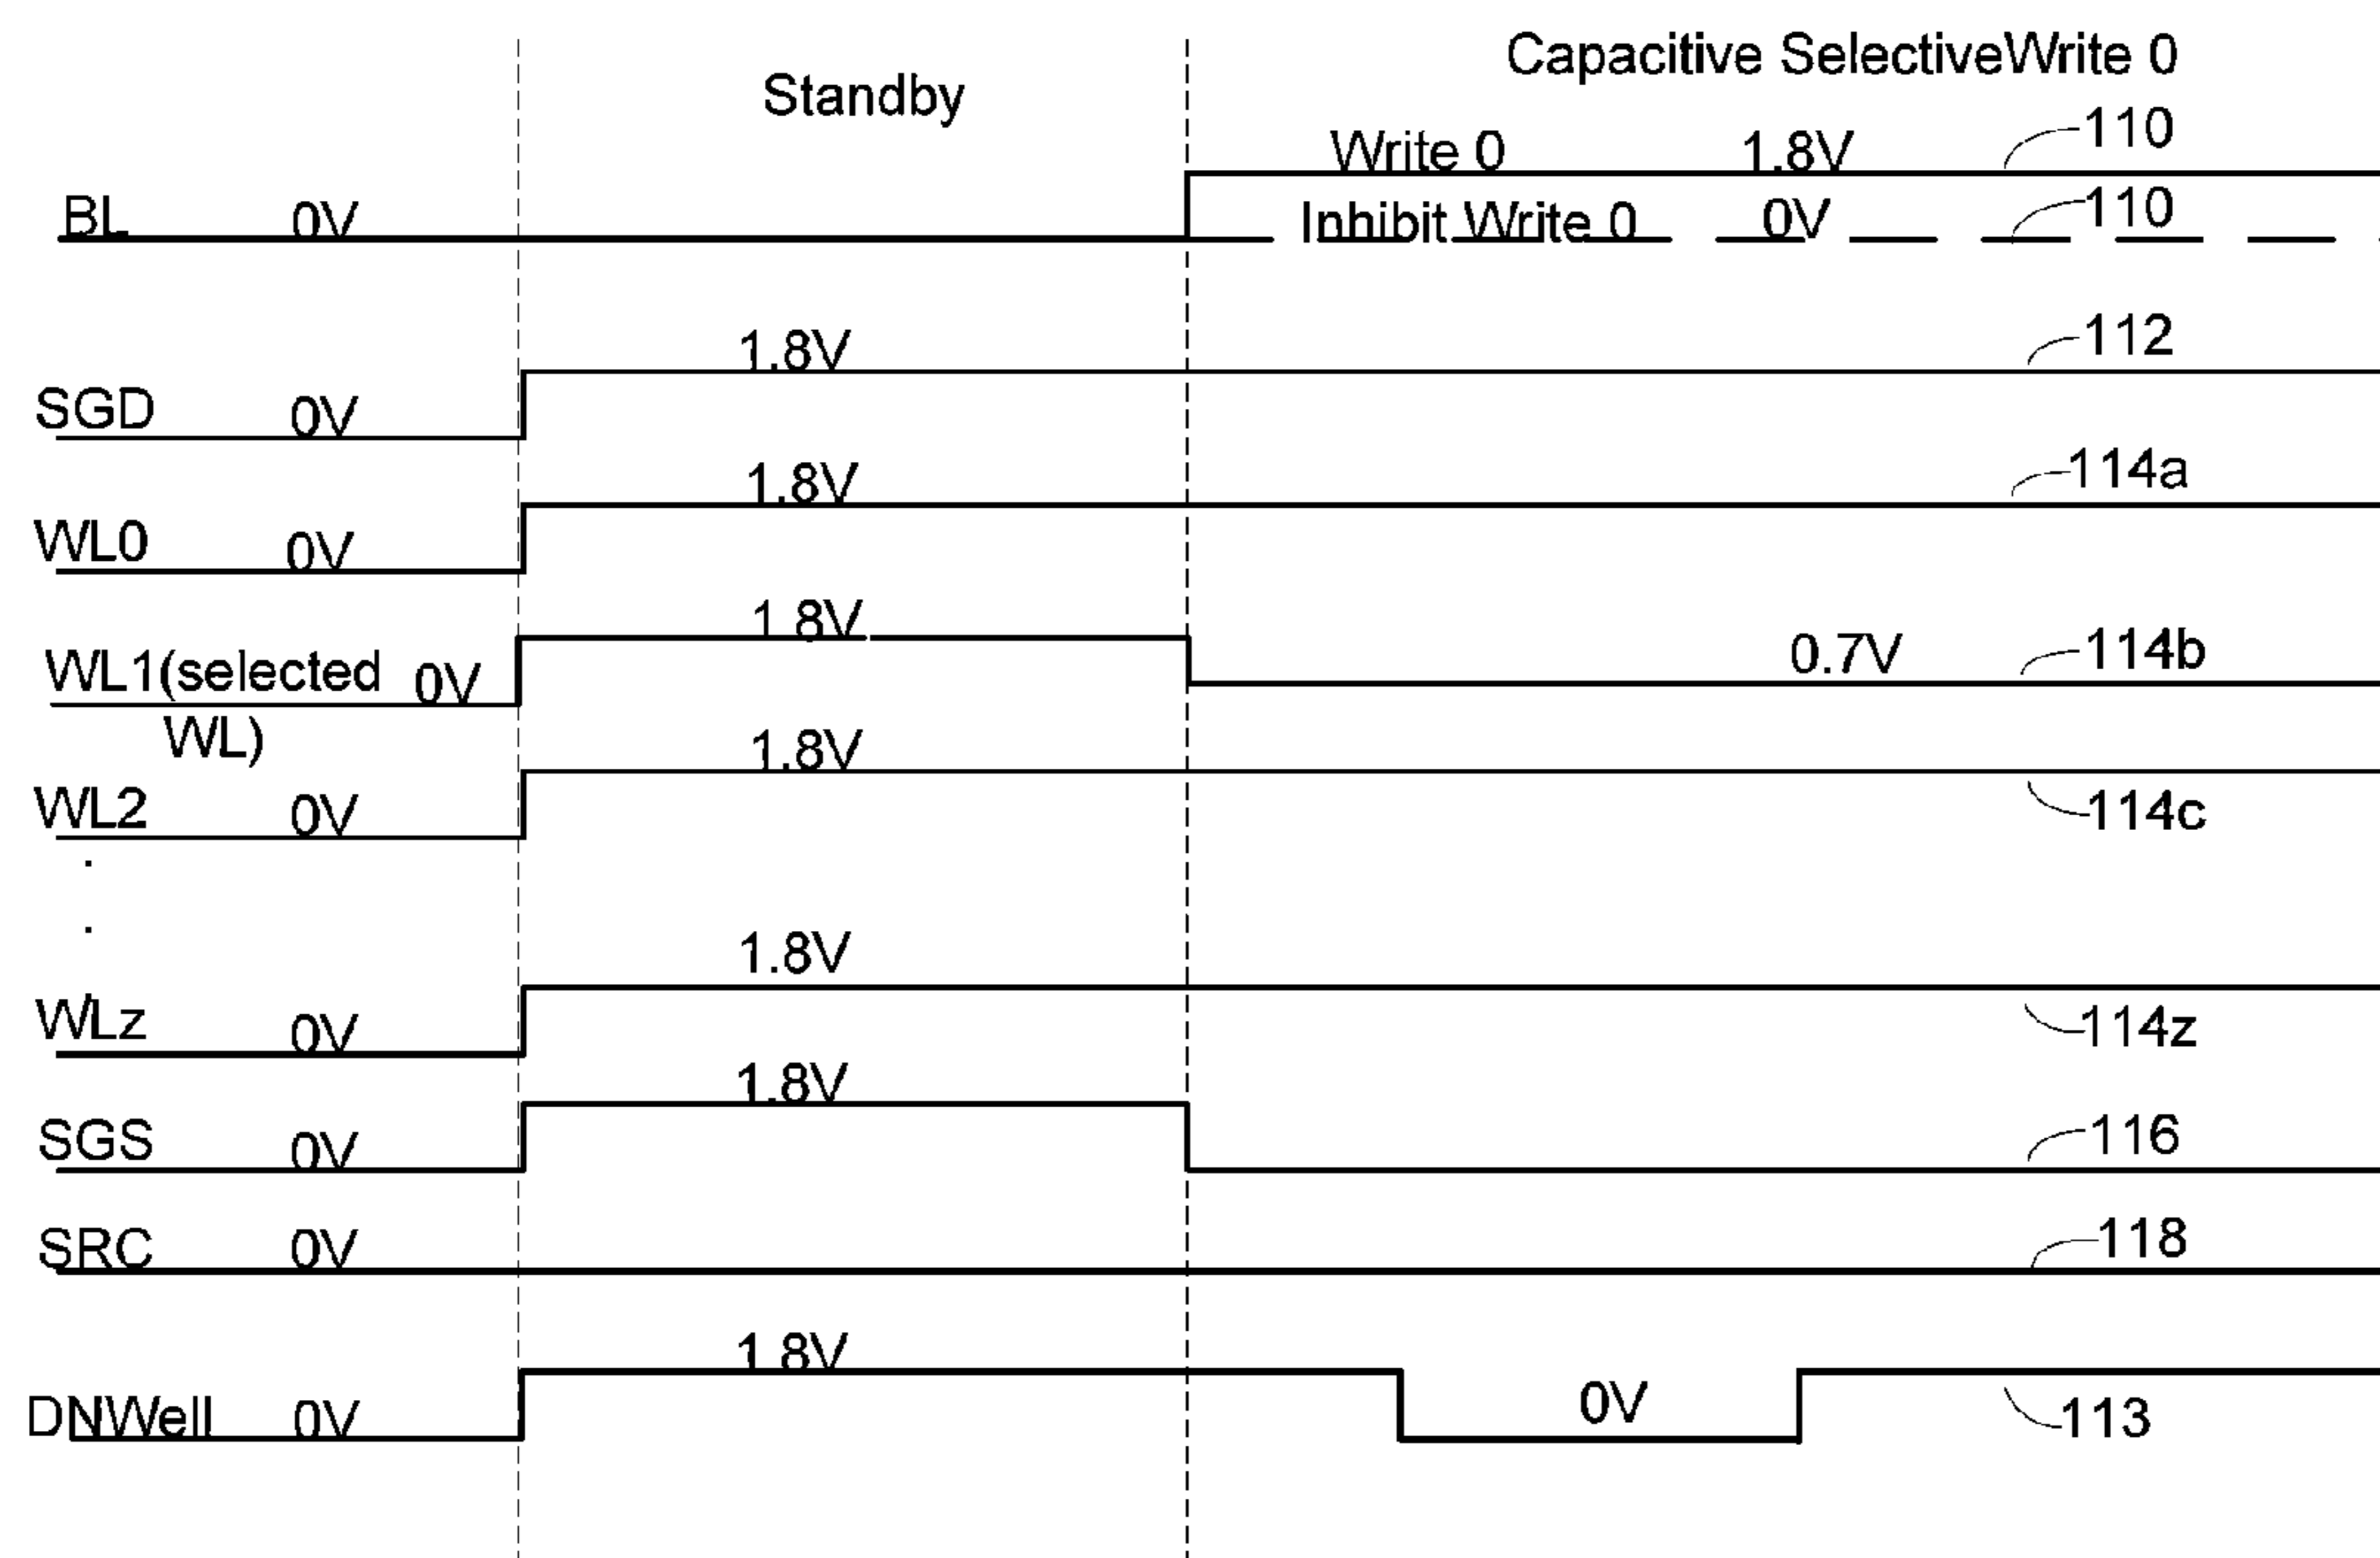 Capacitive SelectiveWrite 0
Standby
Write 0 1.8V 110
BL 0V Inhibit Write 0 0V 110
1.8V 112
SGD 0V
1.8V 114a
WL0 0V
1.8V
WL1(selected 0V 0.7V 114b
WL)
1.8V
WL2 0V 114c
.
.
1.8V
.
WLz 0V 114z
1.8V
SGS 0V 116
SRC 0V 118
1.8V
DNWell 0V 0V 113